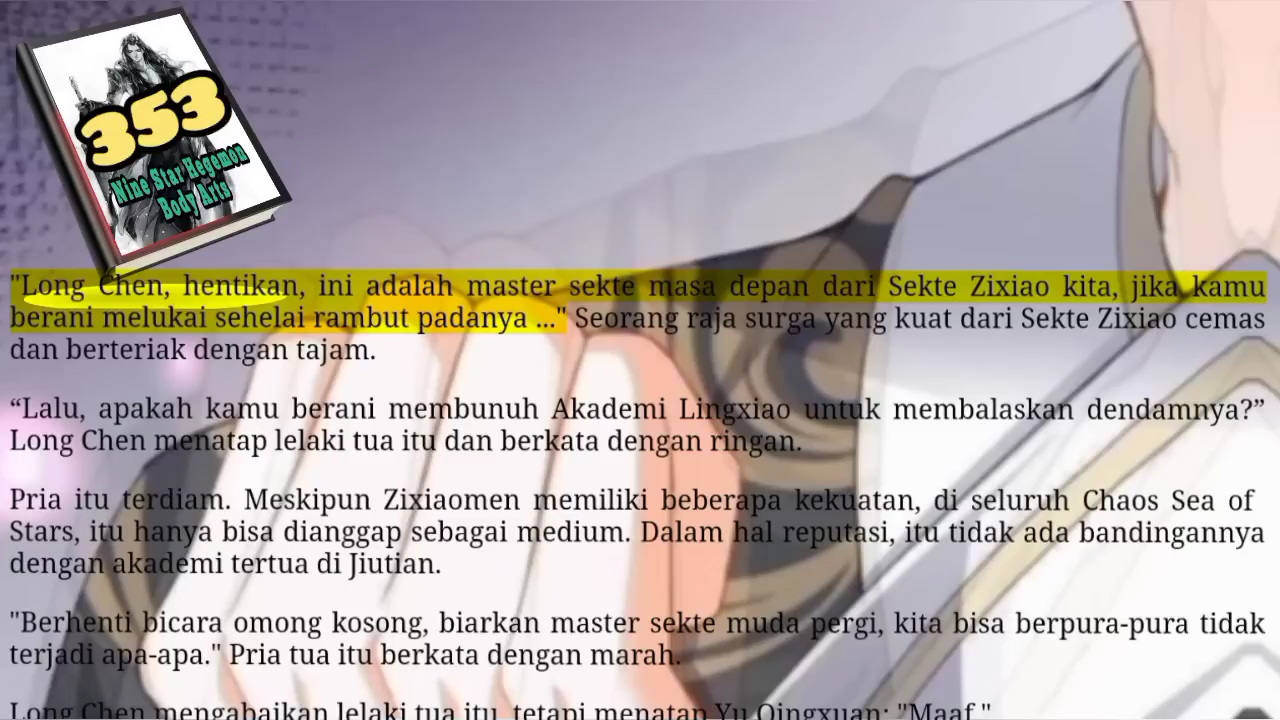 353
Nine Star Hegemon
Body Arts
"Long Chen, hentikan, ini adalah master sekte masa depan dari Sekte Zixiao kita, jika kamu
berani melukai sehelai rambut padanya ..." Seorang raja surga yang kuat dari Sekte Zixiao cemas
dan berteriak dengan tajam.
“Lalu, apakah kamu berani membunuh Akademi Lingxiao untuk membalaskan dendamnya?”
Long Chen menatap lelaki tua itu dan berkata dengan ringan.
Pria itu terdiam. Meskipun Zixiaomen memiliki beberapa kekuatan, di seluruh Chaos Sea of
Stars, itu hanya bisa dianggap sebagai medium. Dalam hal reputasi, itu tidak ada bandingannya
dengan akademi tertua di Jiutian.
"Berhenti bicara omong kosong, biarkan master sekte muda pergi, kita bisa berpura-pura tidak
terjadi apa-apa." Pria tua itu berkata dengan marah.
Long Chen mengabaikan lelaki tua itu, tetapi menatap Yu Qingxuan: "Maaf."